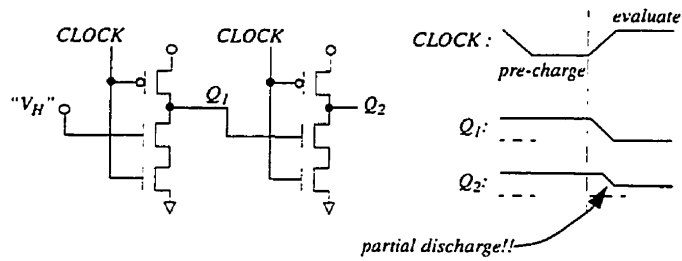 CLOCK
CLOCK
"V_H"
Q_1
Q_2
evaluate
CLOCK :
pre-charge
Q_1:
Q_2:
partial discharge!!